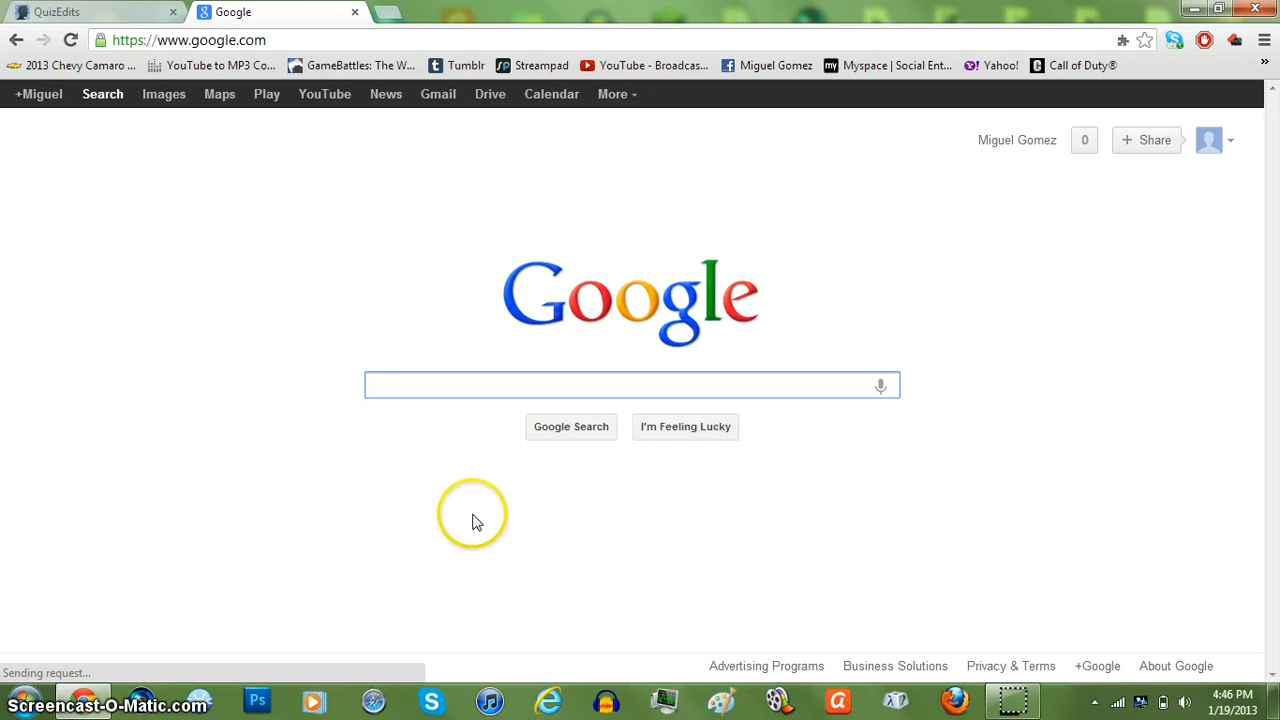 QuizEdits
Google
https://www.google.com
2013 Chevy Camaro ... YouTube to MP3 Co... GameBattles: The W... Tumblr Streampad YouTube - Broadcas... Miguel Gomez Myspace | Social Ent... Yahoo! Call of Duty® »
+Miguel Search Images Maps Play YouTube News Gmail Drive Calendar More
Miguel Gomez 0 + Share
Google
Google Search I'm Feeling Lucky
Sending request...
Advertising Programs Business Solutions Privacy & Terms +Google About Google
Screencast-O-Matic.com
4:46 PM
1/19/2013